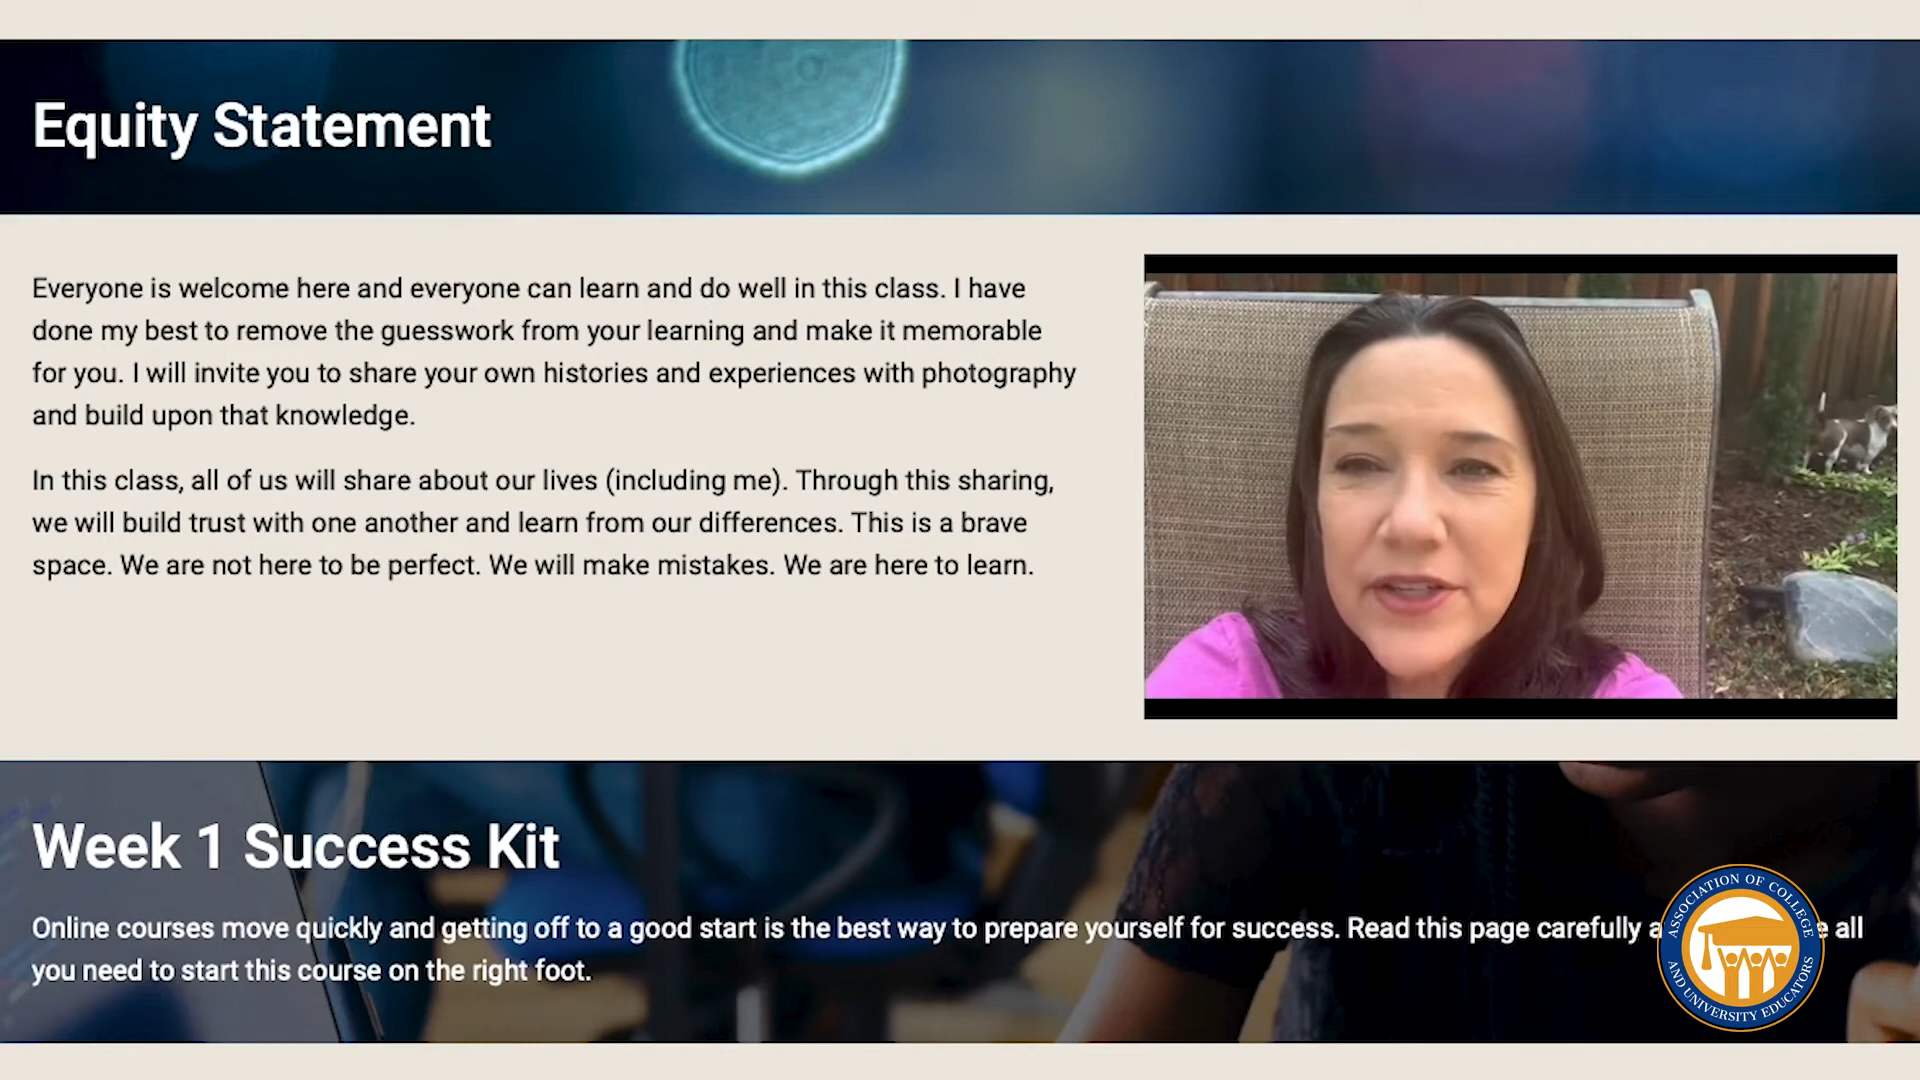 Equity Statement
Everyone is welcome here and everyone can learn and do well in this class. I have
done my best to remove the guesswork from your learning and make it memorable
for you. I will invite you to share your own histories and experiences with photography
and build upon that knowledge.
In this class, all of us will share about our lives (including me). Through this sharing,
we will build trust with one another and learn from our differences. This is a brave
space. We are not here to be perfect. We will make mistakes. We are here to learn.
Week 1 Success Kit
Online courses move quickly and getting off to a good start is the best way to prepare yourself for success. Read this page carefully all
you need to start this course on the right foot.
ASSOCIATION OF COLLEGE
AND UNIVERSITY EDUCATORS